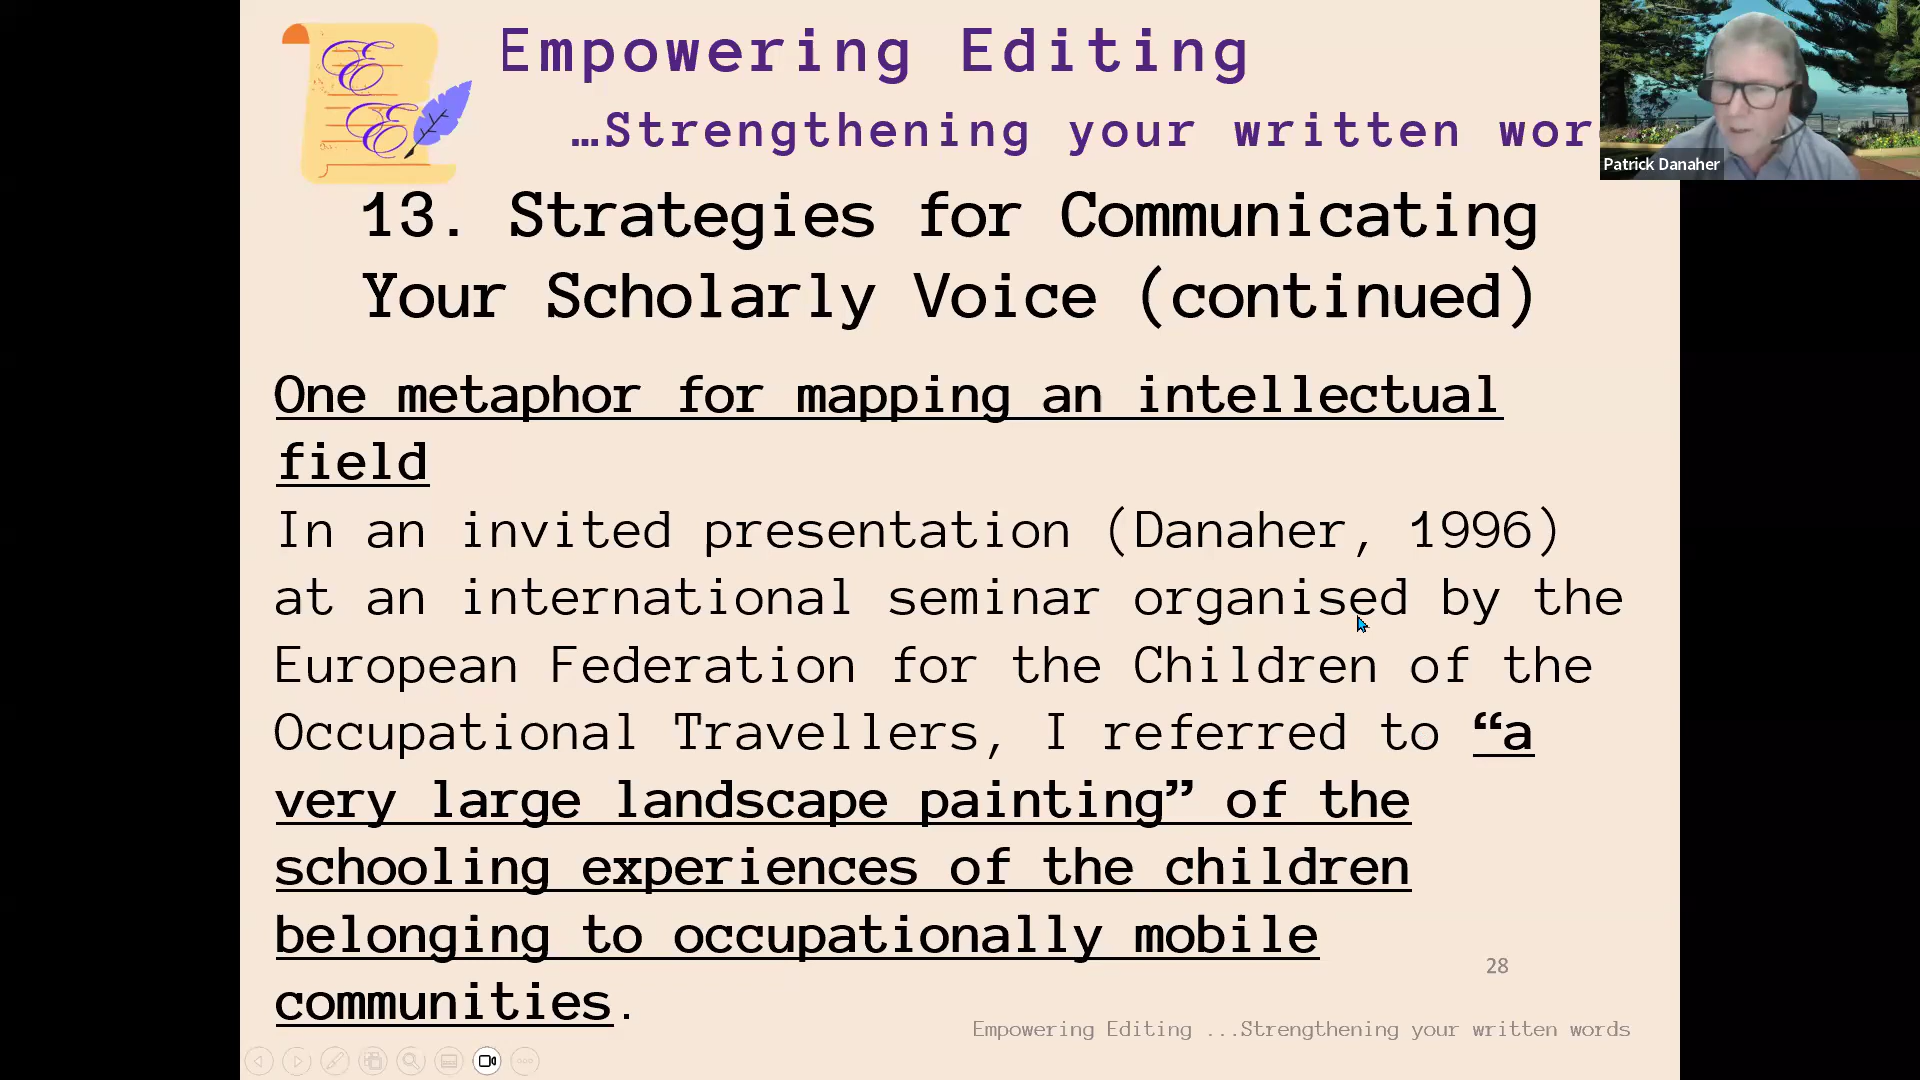 E
E
Empowering Editing
…Strengthening your written wor
Patrick Danaher
13. Strategies for Communicating
Your Scholarly Voice (continued)
One metaphor for mapping an intellectual
field
In an invited presentation (Danaher, 1996)
at an international seminar organised by the
European Federation for the Children of the
Occupational Travellers, I referred to “a
very large landscape painting” of the
schooling experiences of the children
belonging to occupationally mobile
communities.
28
Empowering Editing ...Strengthening your written words